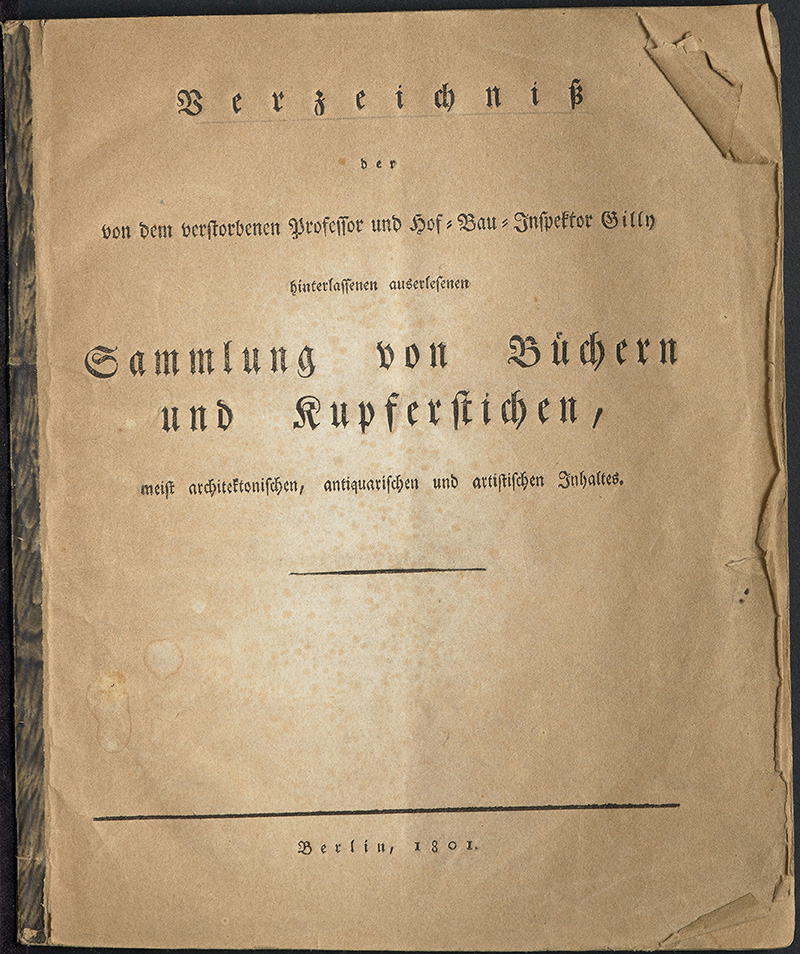 Verzeichniß
der
von dem verstorbenen Professor und Hof-Bau-Inspektor Gilly
hinterlassenen auserlesenen
Sammlung von Büchern
und Kupferstichen,
meist architektonischen, antiquarischen und artistischen Inhaltes.
Berlin, 1801.